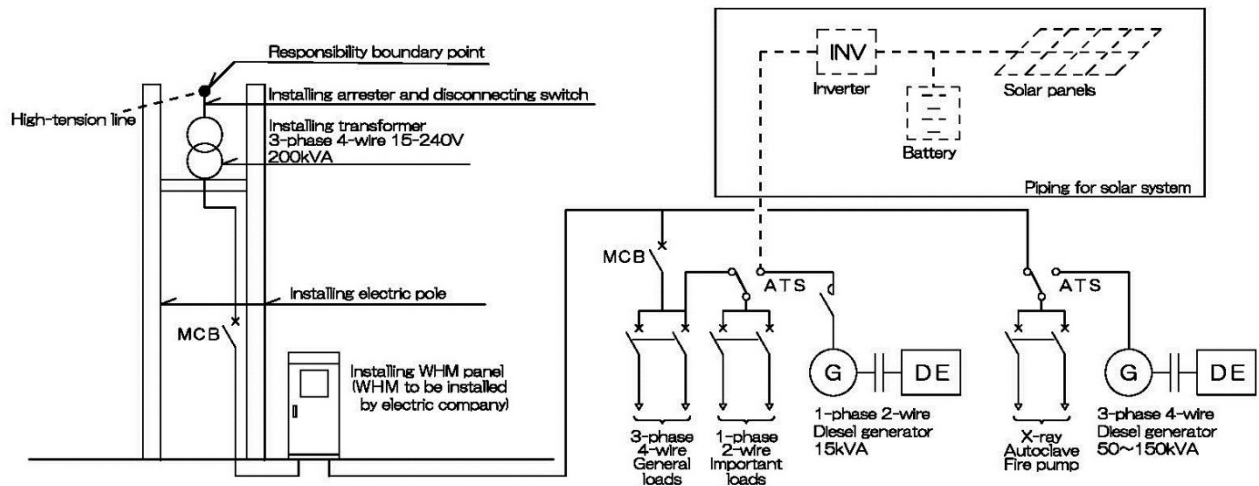 Responsibility boundary point
High-tension line
Installing arrester and disconnecting switch
Installing transformer
3-phase 4-wire 15-240V
200kVA
Installing electric pole
MCB
Installing WHM panel
(WHM to be installed
by electric company)
INV
Inverter
Battery
Solar panels
Piping for solar system
MCB
ATS
G
DE
3-phase
4-wire
General
loads
1-phase
2-wire
Important
loads
1-phase 2-wire
Diesel generator
15kVA
ATS
G
DE
X-ray
Autoclave
Fire pump
3-phase 4-wire
Diesel generator
50~150kVA